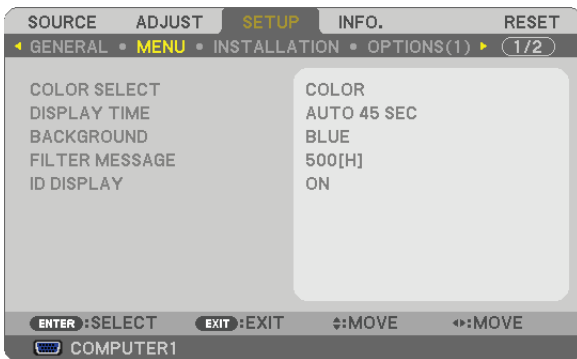 SOURCE ADJUST SETUP INFO. RESET
GENERAL • MENU • INSTALLATION • OPTIONS(1) 1/2
COLOR SELECT COLOR
DISPLAY TIME AUTO 45 SEC
BACKGROUND BLUE
FILTER MESSAGE 500[H]
ID DISPLAY ON
ENTER :SELECT EXIT :EXIT :MOVE :MOVE
COMPUTER1